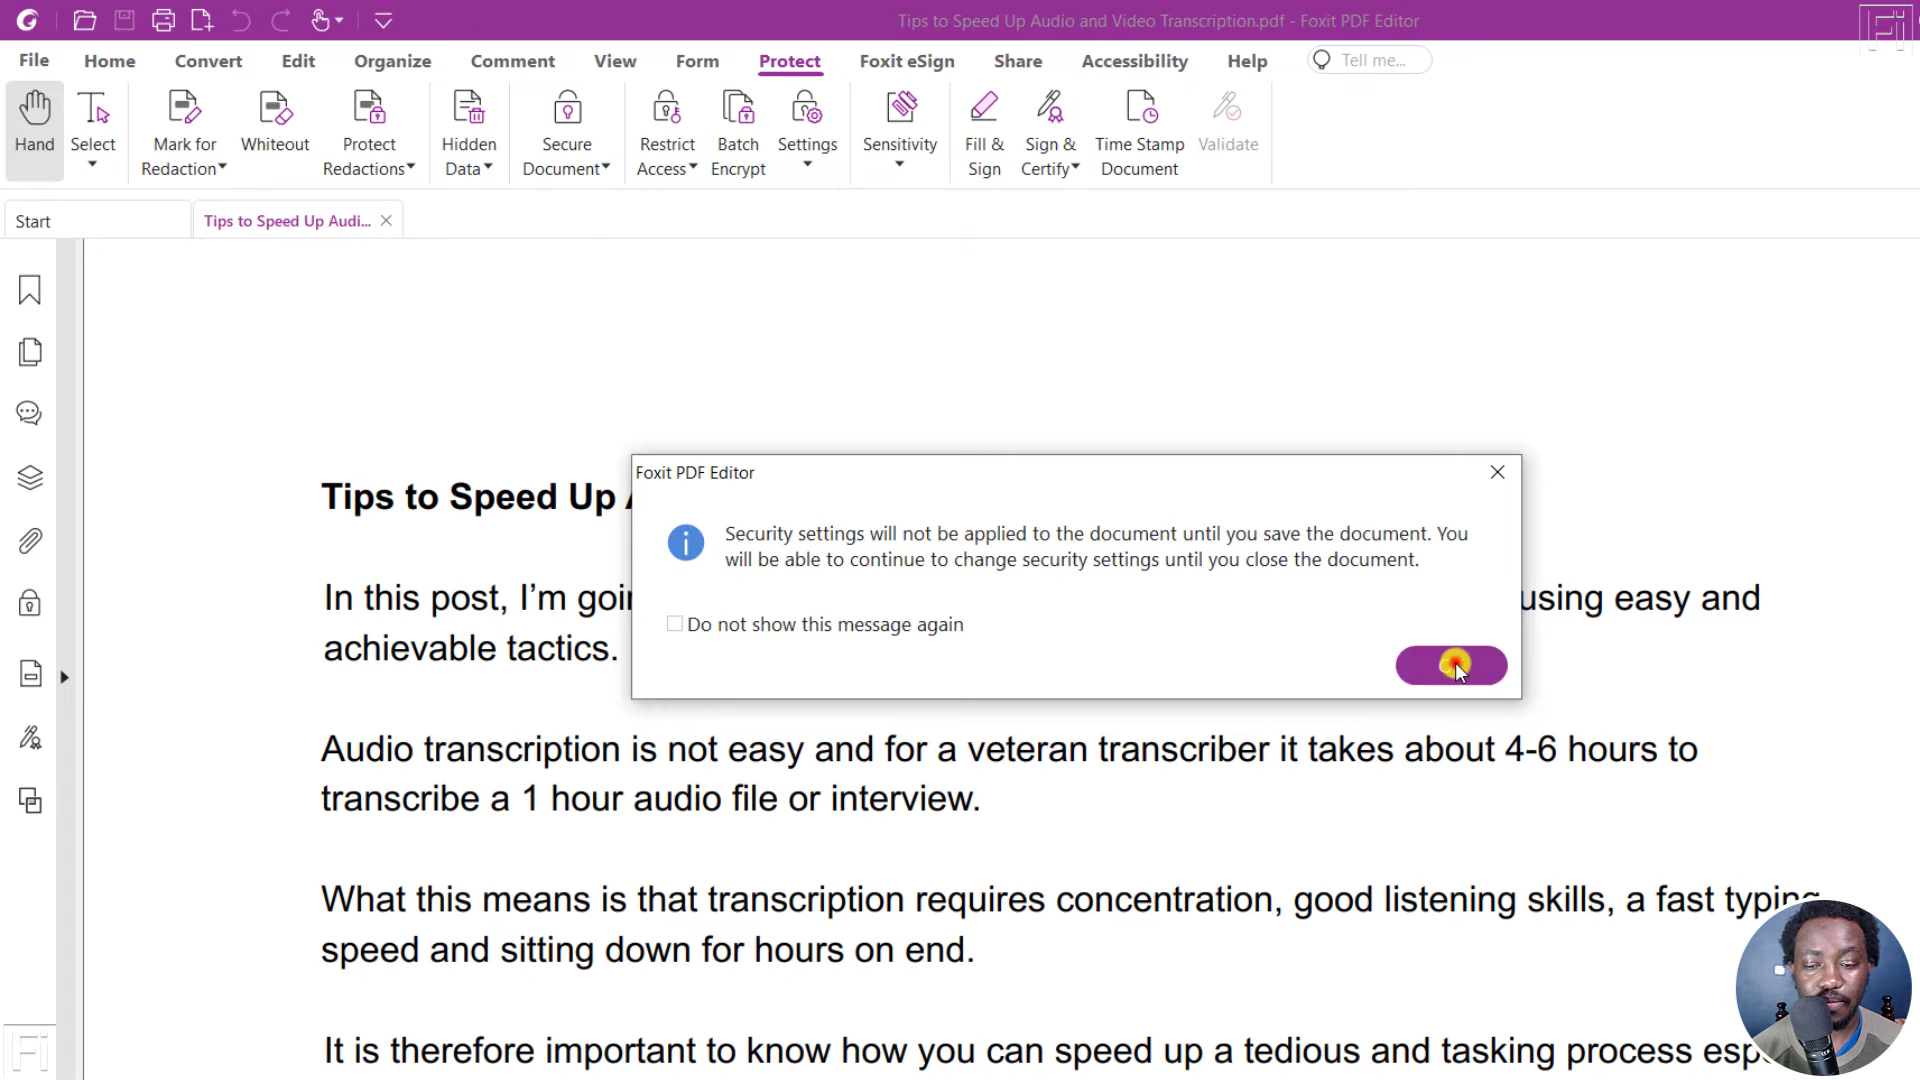 Tips to Speed Up Audio and Video Transcription.pdf - Foxit PDF Editor
Fi
File Home Convert Edit Organize Comment View Form Protect Foxit eSign Share Accessibility Help Tell me...
Hand Select Mark for Redaction Whiteout Protect Redactions Hidden Data Secure Document Restrict Access Batch Encrypt Settings Sensitivity Fill & Sign Sign & Certify Time Stamp Document Validate
Start Tips to Speed Up Audi...
Foxit PDF Editor
Security settings will not be applied to the document until you save the document. You
will be able to continue to change security settings until you close the document.
Do not show this message again
Tips to Speed Up
In this post, I'm goin using easy and
achievable tactics.
Audio transcription is not easy and for a veteran transcriber it takes about 4-6 hours to
transcribe a 1 hour audio file or interview.
What this means is that transcription requires concentration, good listening skills, a fast typing
speed and sitting down for hours on end.
It is therefore important to know how you can speed up a tedious and tasking process esp
Fi